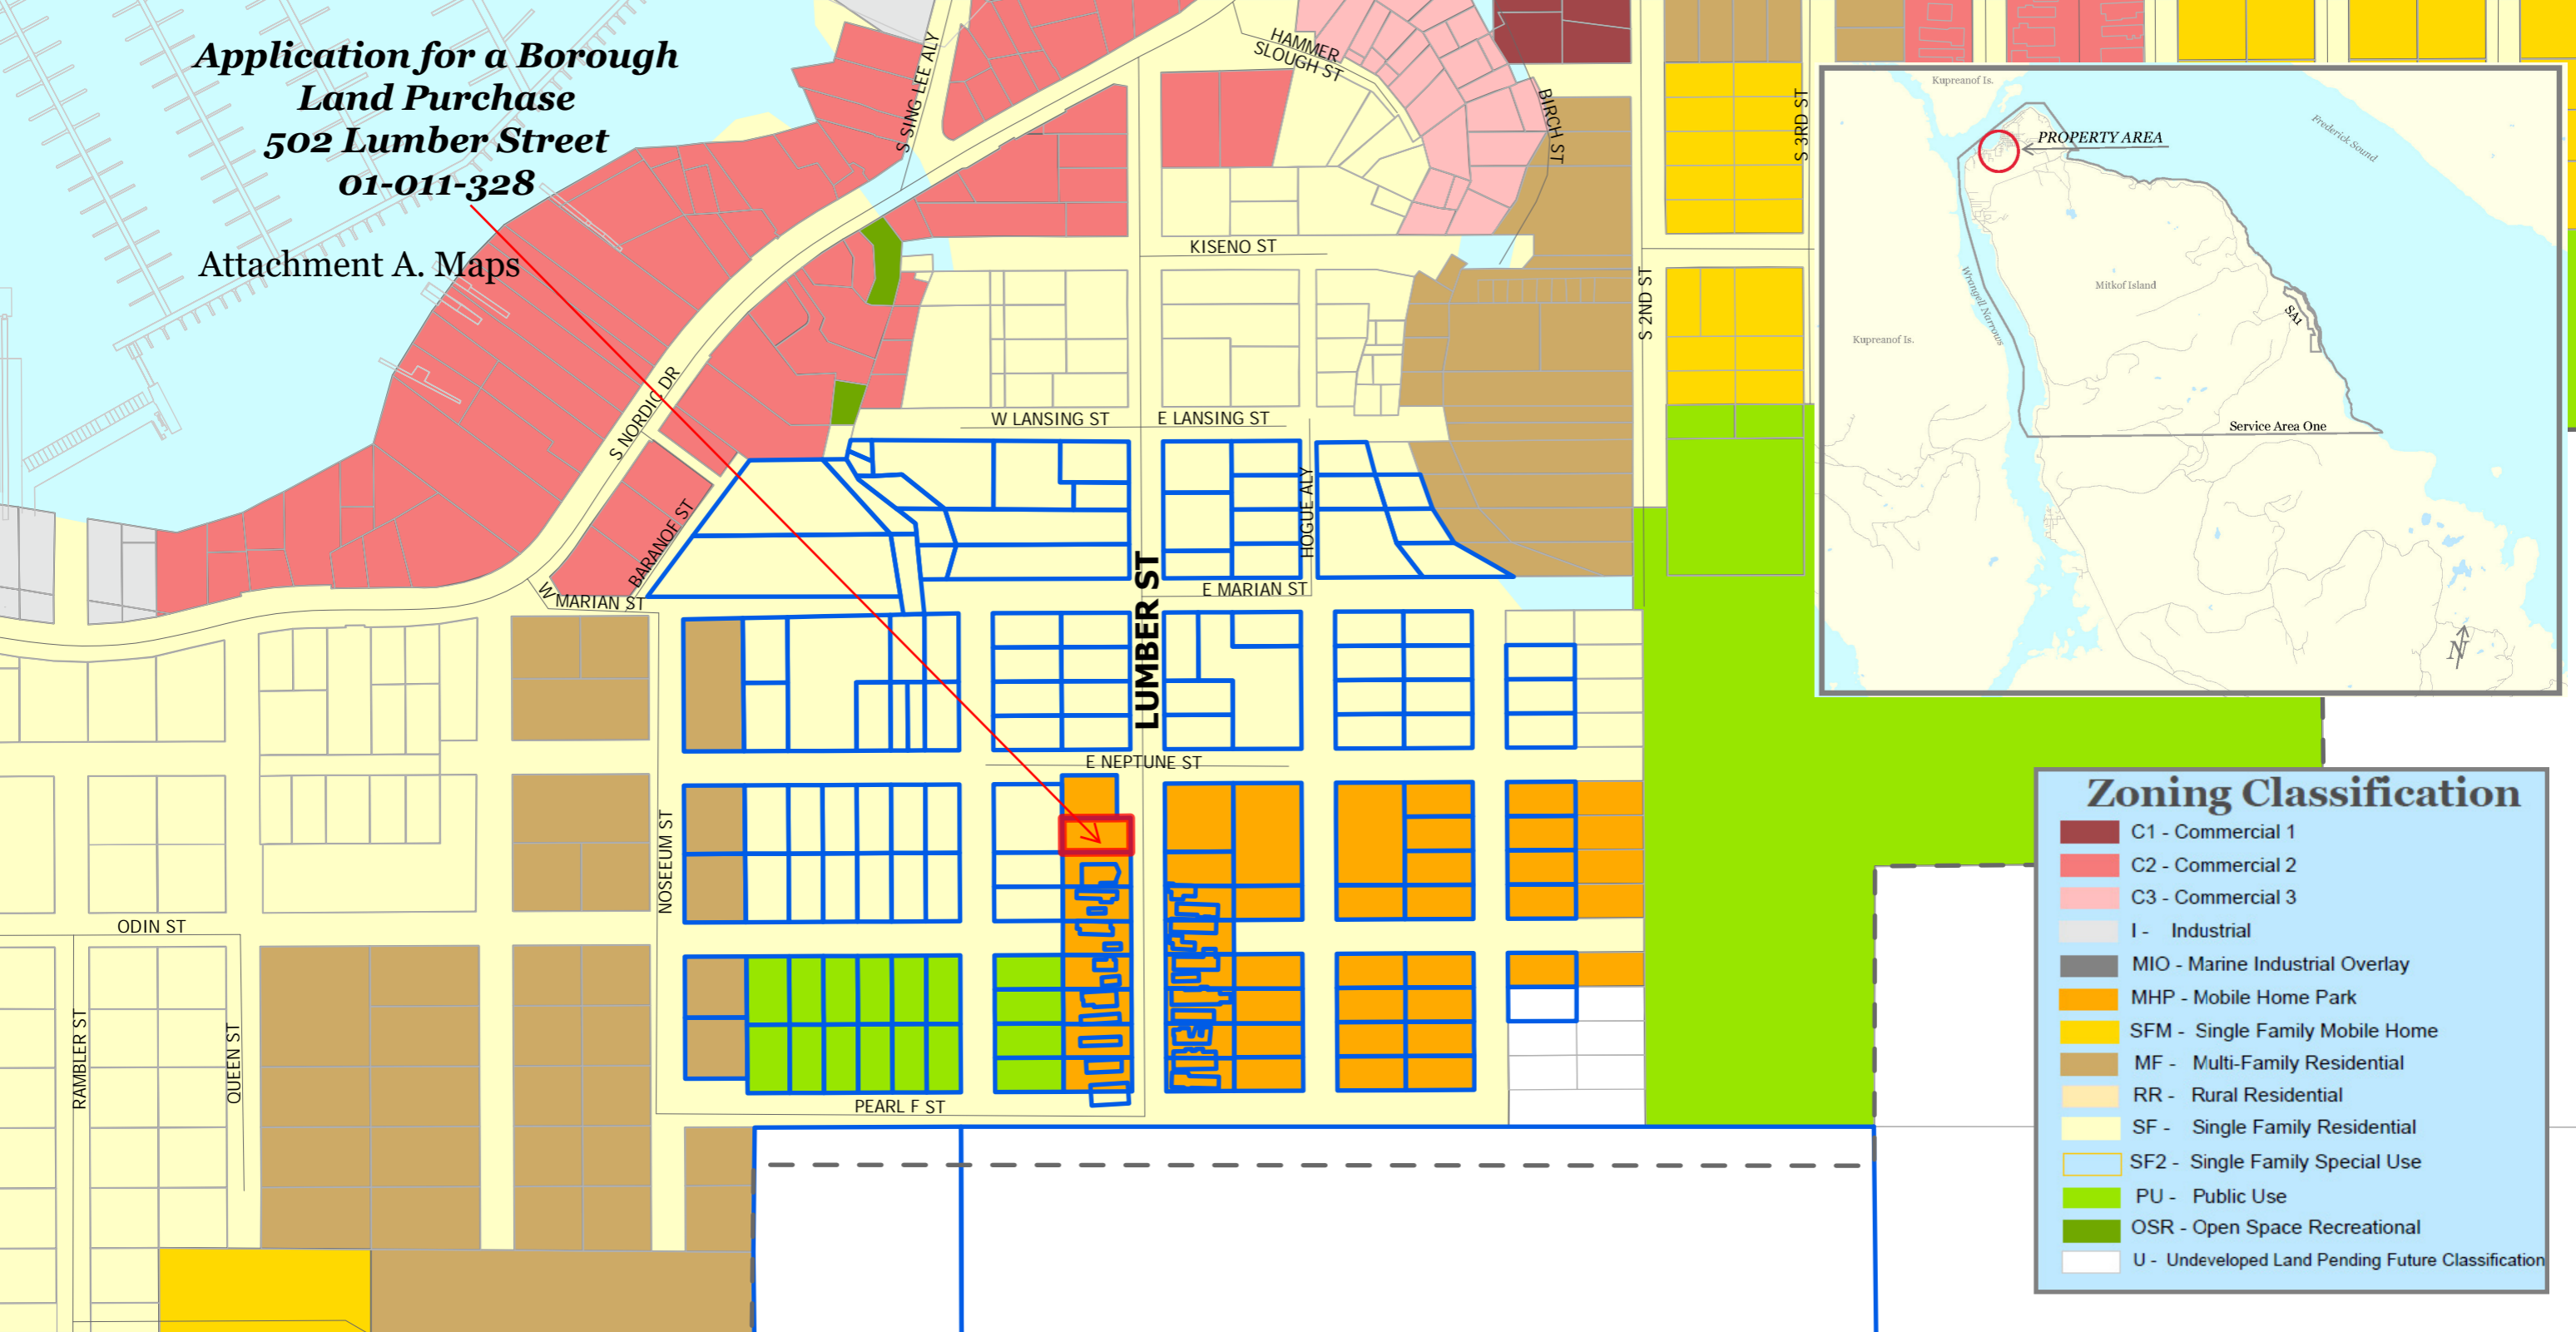 Application for a Borough
Land Purchase
502 Lumber Street
01-011-328
Attachment A. Maps
S SING LEE ALY
HAMMER
SLOUGH ST
BIRCH ST
S 3RD ST
KISENO ST
S 2ND ST
S NORDIC DR
W LANSING ST
E LANSING ST
HOGUE ALY
BARANOF ST
W MARIAN ST
E MARIAN ST
LUMBER ST
E NEPTUNE ST
NOSEEUM ST
ODIN ST
RAMBLER ST
QUEEN ST
PEARL F ST
Kupreanof Is.
PROPERTY AREA
Frederick Sound
Wrangell Narrows
Mitkof Island
SA1
Kupreanof Is.
Service Area One
N
Zoning Classification
C1 - Commercial 1
C2 - Commercial 2
C3 - Commercial 3
I - Industrial
MIO - Marine Industrial Overlay
MHP - Mobile Home Park
SFM - Single Family Mobile Home
MF - Multi-Family Residential
RR - Rural Residential
SF - Single Family Residential
SF2 - Single Family Special Use
PU - Public Use
OSR - Open Space Recreational
U - Undeveloped Land Pending Future Classification